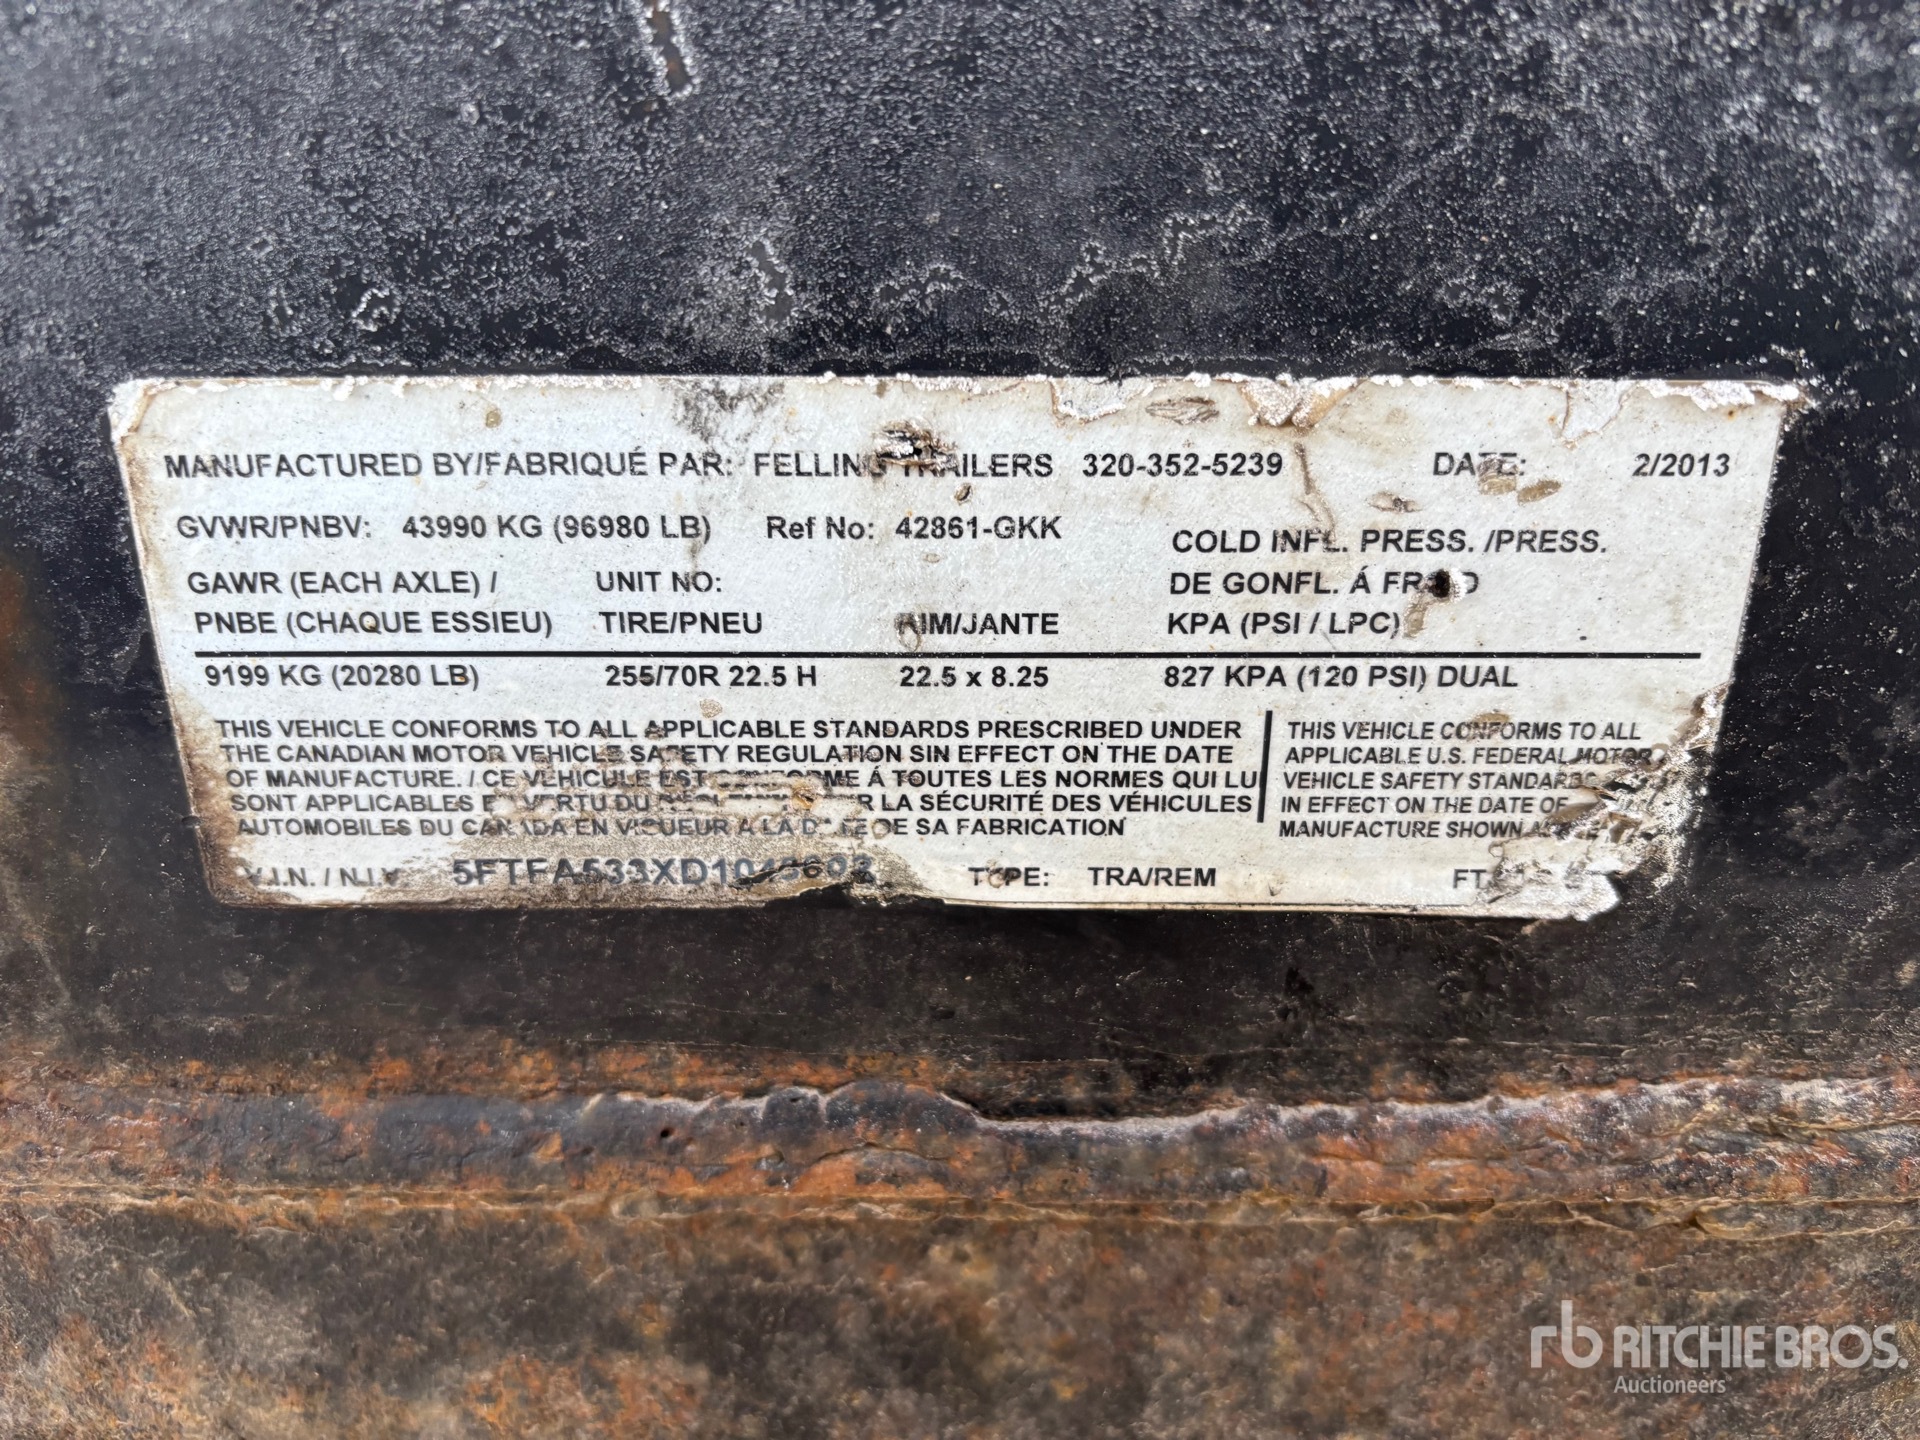 MANUFACTURED BY/FABRIQUÉ PAR: FELLING TRAILERS 320-352-5239 DATE: 2/2013
GVWR/PNBV: 43990 KG (96980 LB) Ref No: 42861-GKK
COLD INFL. PRESS. /PRESS.
GAWR (EACH AXLE) / UNIT NO: DE GONFL. Á FROID
PNBE (CHAQUE ESSIEU) TIRE/PNEU RIM/JANTE KPA (PSI / LPC)
9199 KG (20280 LB) 255/70R 22.5 H 22.5 x 8.25 827 KPA (120 PSI) DUAL
THIS VEHICLE CONFORMS TO ALL APPLICABLE STANDARDS PRESCRIBED UNDER
THE CANADIAN MOTOR VEHICLE SAFETY REGULATION SIN EFFECT ON THE DATE
OF MANUFACTURE. / CE VEHICULE EST CONFORME Á TOUTES LES NORMES QUI LUI
SONT APPLICABLES EN VERTU DU LA SÉCURITÉ DES VÉHICULES
AUTOMOBILES DU CANADA EN VIGUEUR A LA DATE DE SA FABRICATION
THIS VEHICLE CONFORMS TO ALL
APPLICABLE U.S. FEDERAL MOTOR
VEHICLE SAFETY STANDARDS
IN EFFECT ON THE DATE OF
MANUFACTURE SHOWN
V.I.N. / N.I.V. TYPE: TRA/REM
rb RITCHIE BROS.
Auctioneers